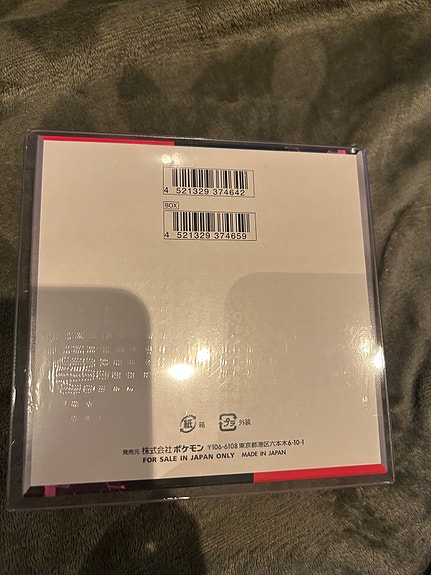 4 521329 374642
BOX
4 521329 374659
紙 箱 プラ 外装
発売元 株式会社ポケモン 〒106-6108 東京都港区六本木6-10-1
FOR SALE IN JAPAN ONLY MADE IN JAPAN